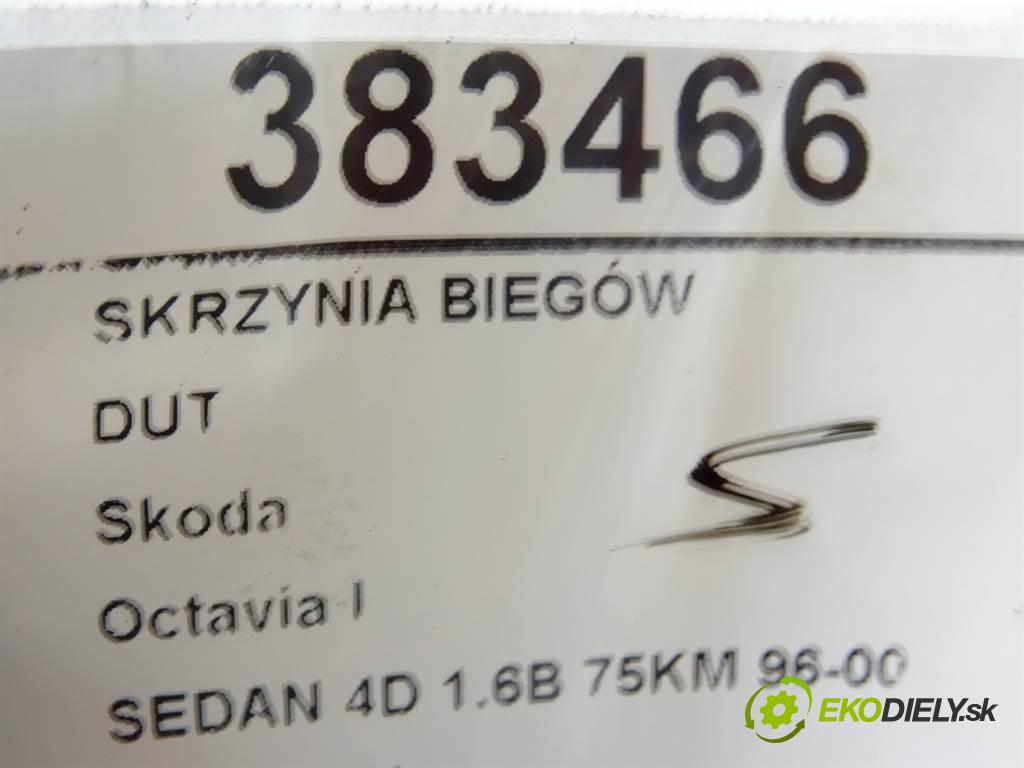 383466
SKRZYNIA BIEGÓW
DUT
Skoda
S
Octavia I
SEDAN 4D 1.6B 75KM 96-00
EKODIELY.sk